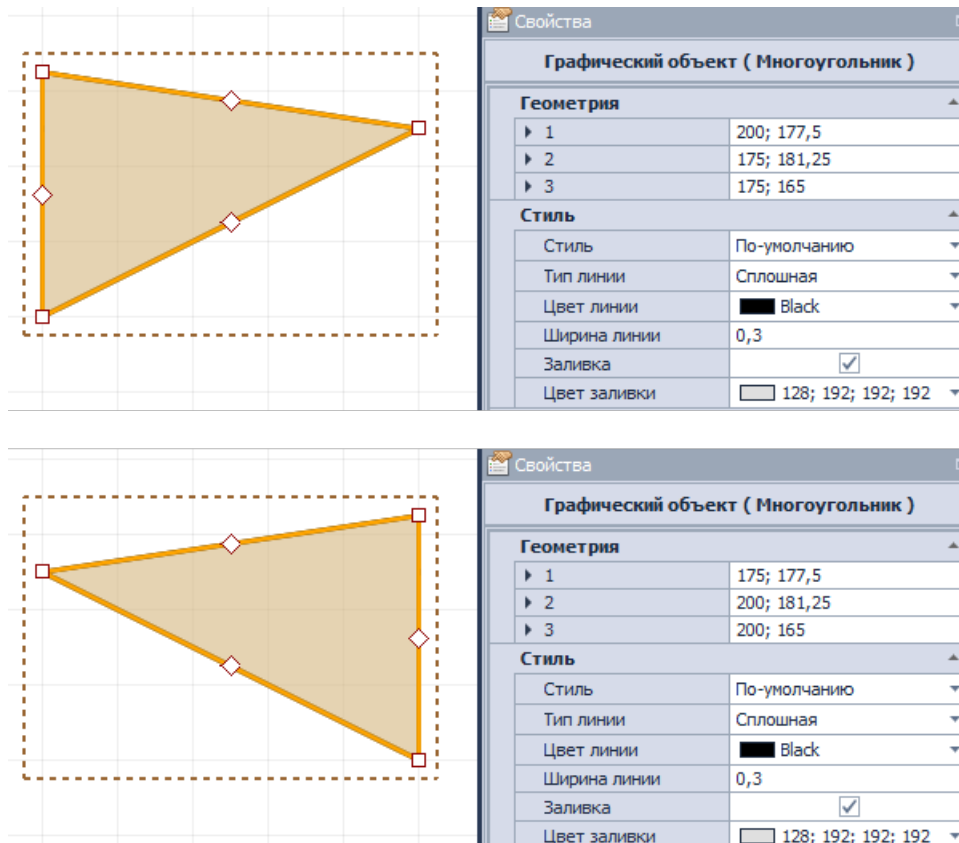 Свойства
Графический объект ( Многоугольник )
Геометрия
1 200; 177,5
2 175; 181,25
3 175; 165
Стиль
Стиль По-умолчанию
Тип линии Сплошная
Цвет линии Black
Ширина линии 0,3
Заливка
Цвет заливки 128; 192; 192; 192
Свойства
Графический объект ( Многоугольник )
Геометрия
1 175; 177,5
2 200; 181,25
3 200; 165
Стиль
Стиль По-умолчанию
Тип линии Сплошная
Цвет линии Black
Ширина линии 0,3
Заливка
Цвет заливки 128; 192; 192; 192